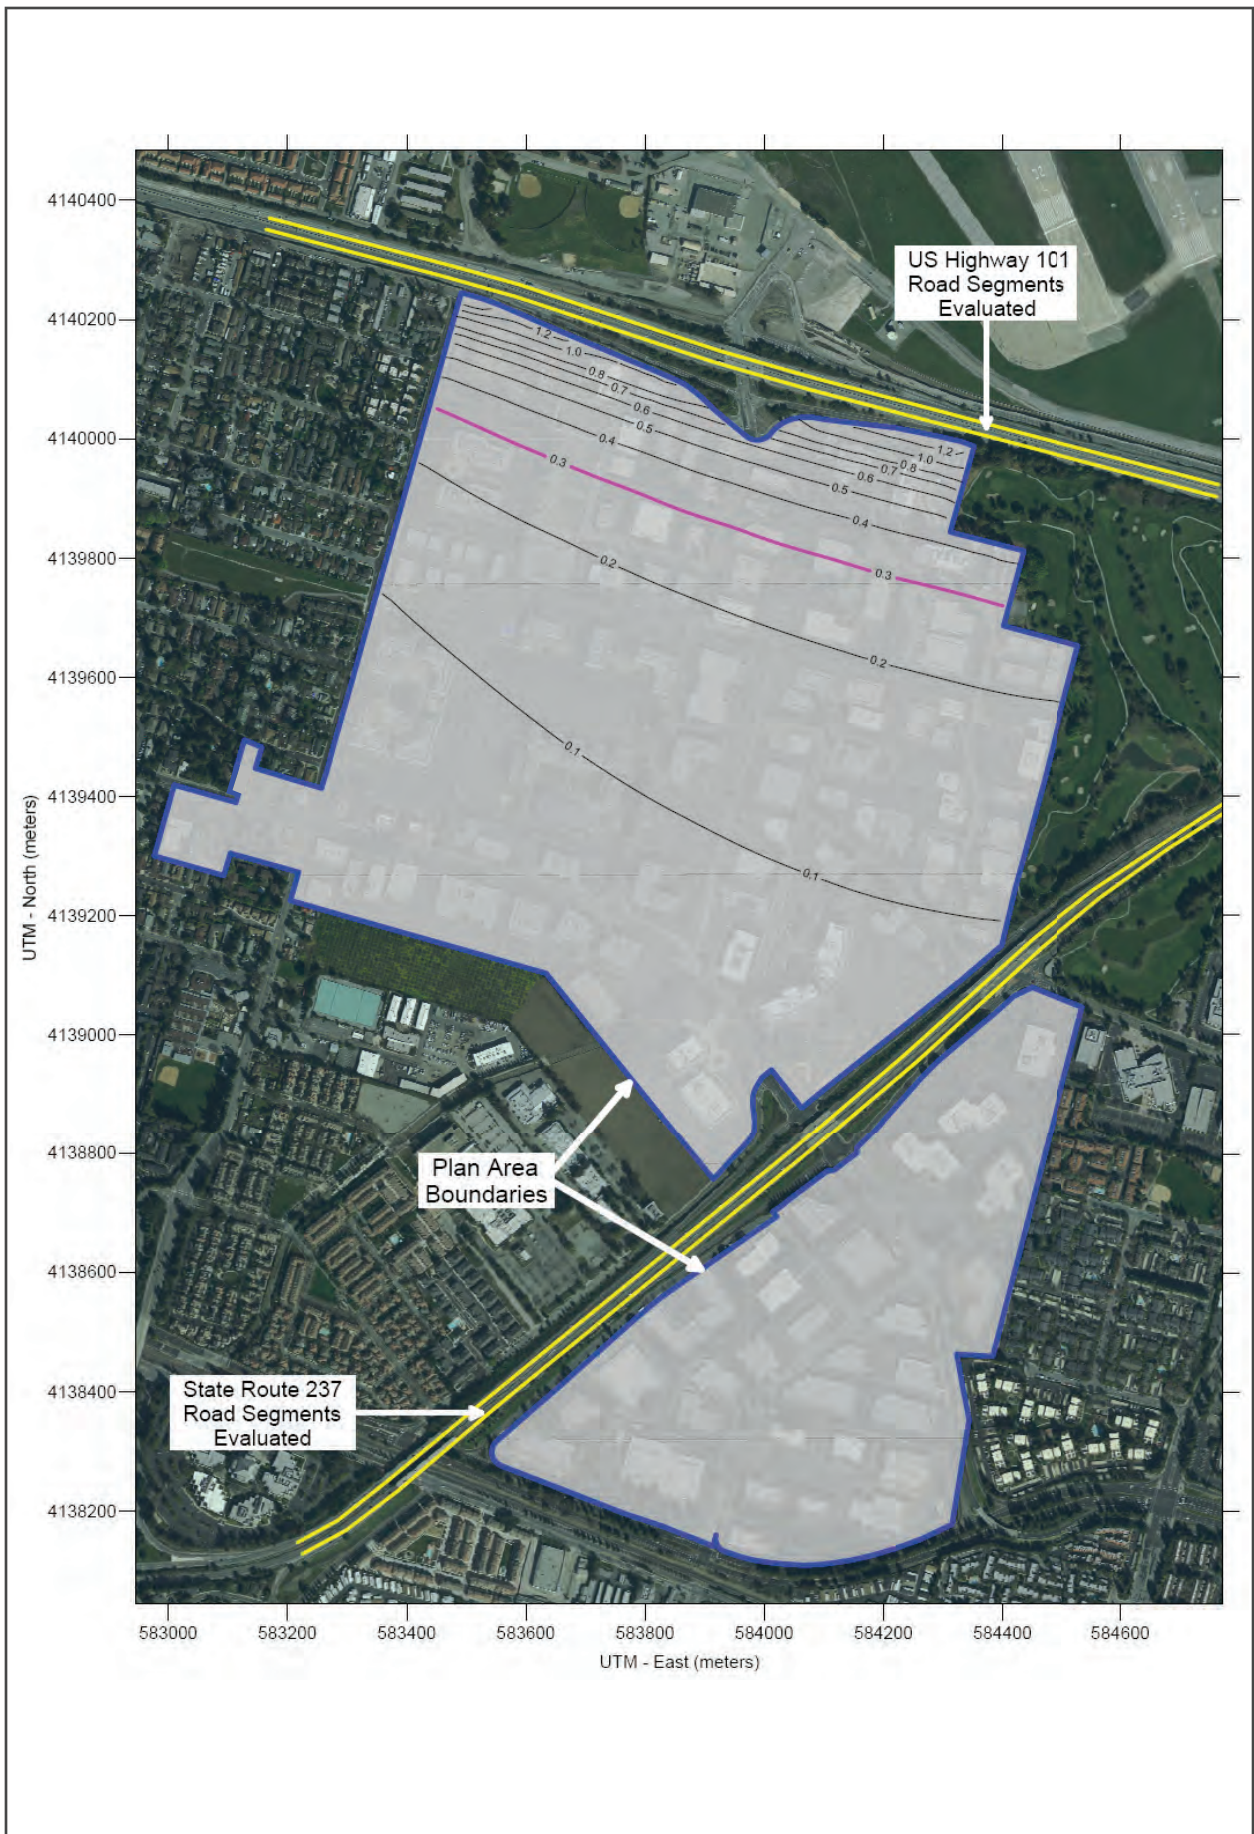 4140400
4140200
4140000
4139800
4139600
4139400
4139200
4139000
4138800
4138600
4138400
4138200
UTM - North (meters)
US Highway 101
Road Segments
Evaluated
1.2
1.0
0.8
0.7
0.6
0.5
0.4
0.3
0.2
0.1
1.2
1.0
0.8
0.7
0.6
0.5
0.4
0.3
0.2
0.1
Plan Area
Boundaries
State Route 237
Road Segments
Evaluated
583000 583200 583400 583600 583800 584000 584200 584400 584600
UTM - East (meters)